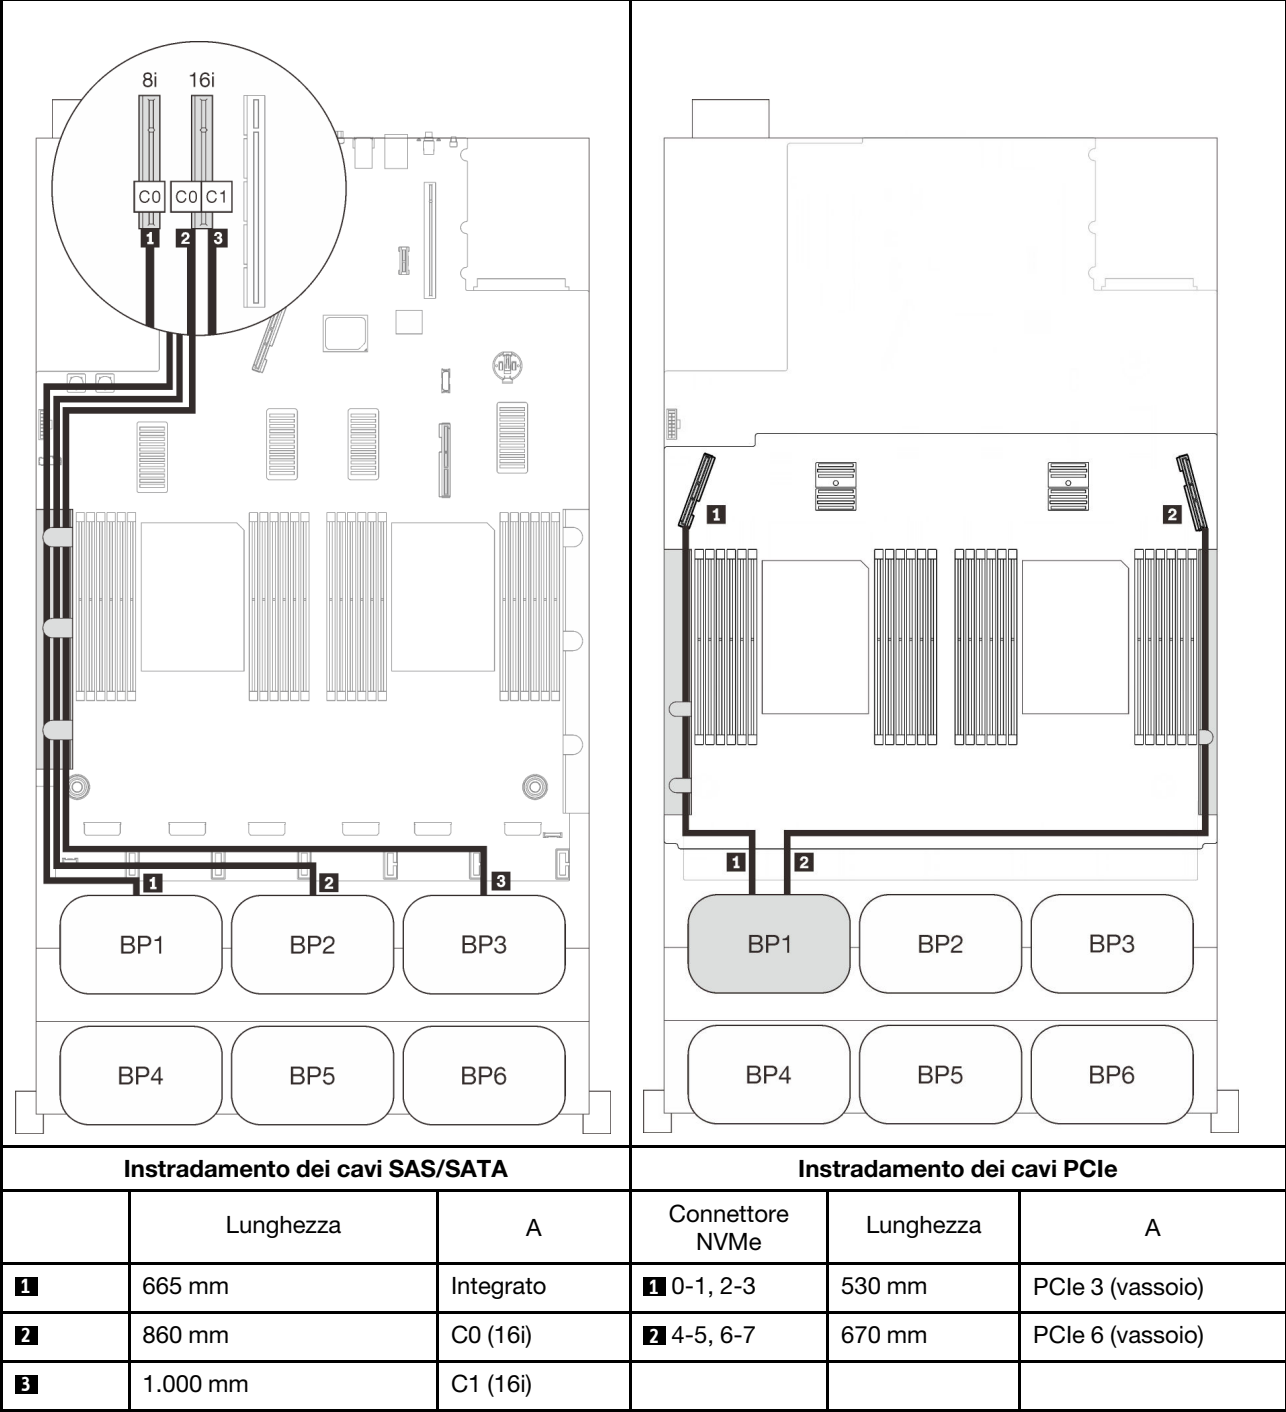 8i 16i
C0 C0 C1
1 2 3
1 2
1 2 3
1 2
BP1 BP2 BP3
BP1 BP2 BP3
BP4 BP5 BP6
BP4 BP5 BP6
Instradamento dei cavi SAS/SATA
Instradamento dei cavi PCIe
Lunghezza A
Connettore
NVMe
Lunghezza A
1 665 mm Integrato
1 0-1, 2-3 530 mm PCIe 3 (vassoio)
2 860 mm C0 (16i)
2 4-5, 6-7 670 mm PCIe 6 (vassoio)
3 1.000 mm C1 (16i)